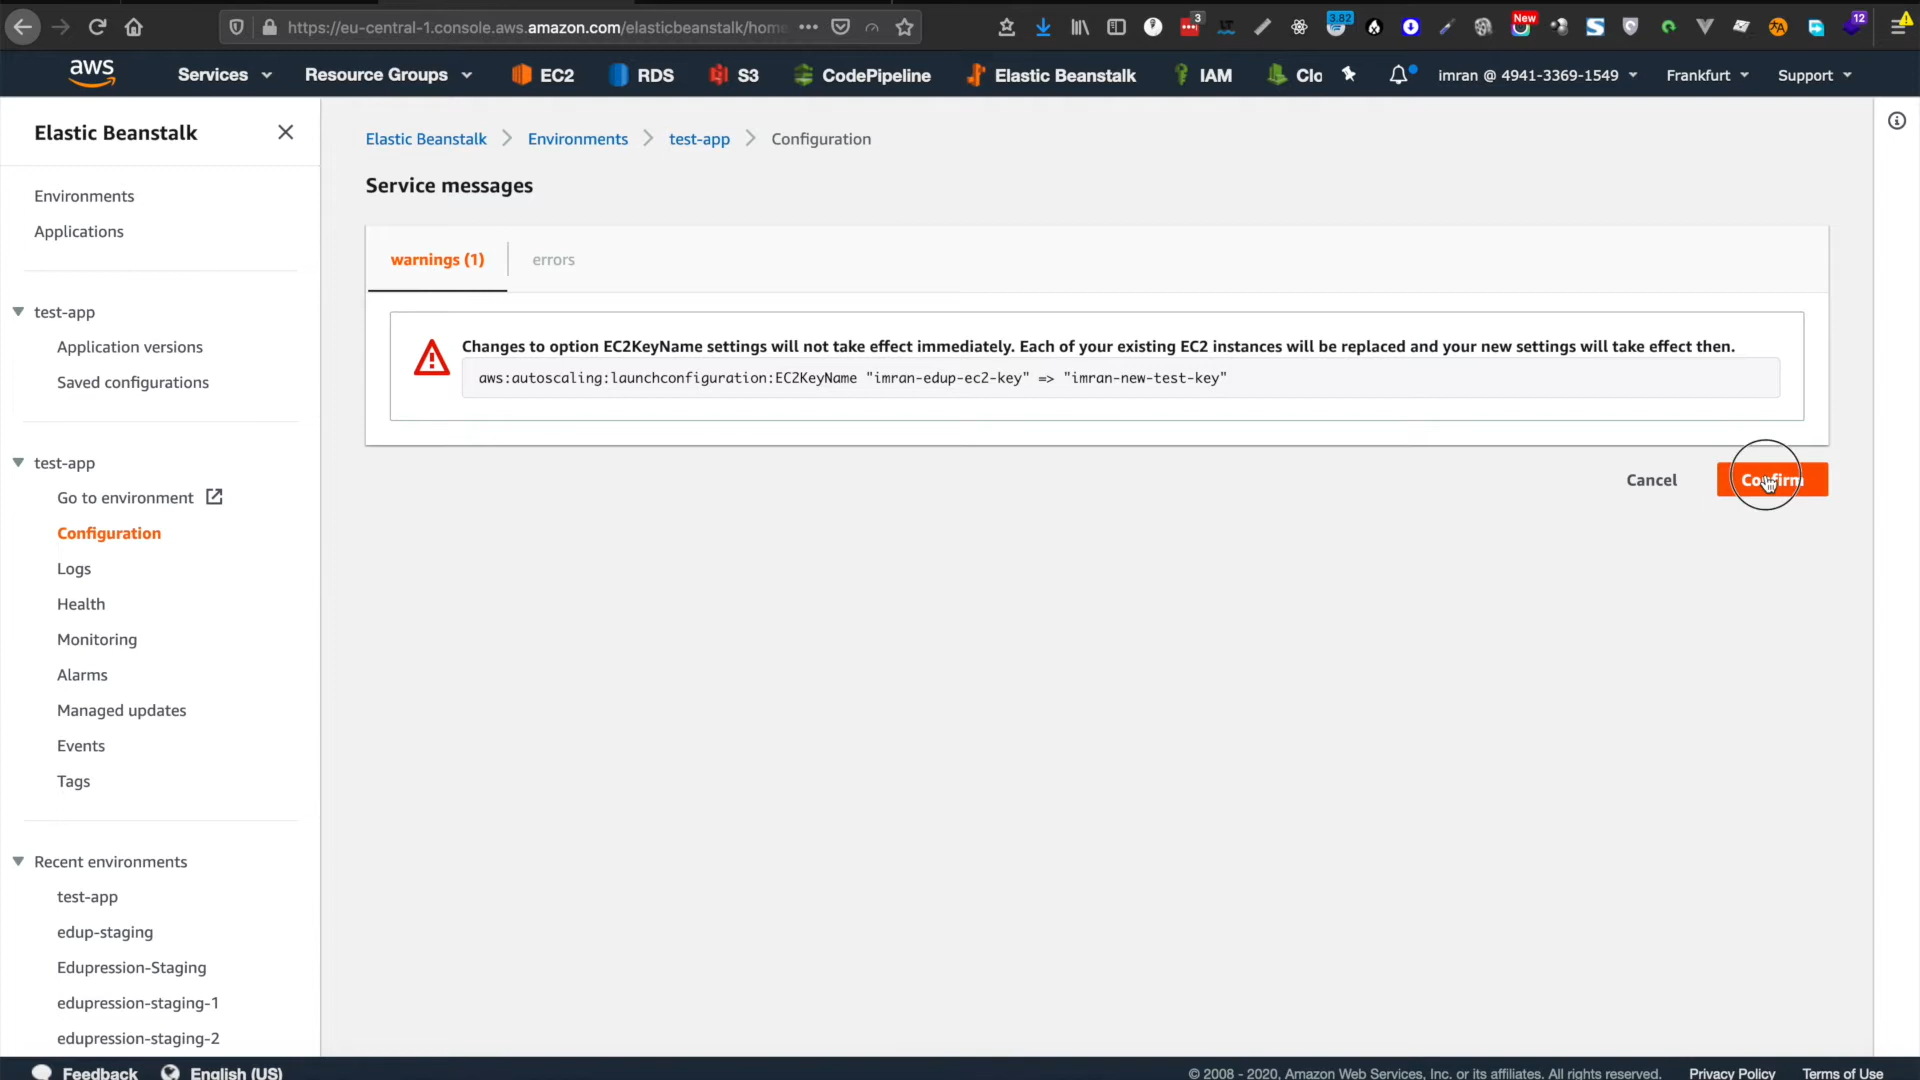 https://eu-central-1.console.aws.amazon.com/elasticbeanstalk/home
3
3.82
New
12
aws
Services
Resource Groups
EC2
RDS
S3
CodePipeline
Elastic Beanstalk
IAM
Clo
imran @ 4941-3369-1549
Frankfurt
Support
Elastic Beanstalk
Environments
Applications
test-app
Application versions
Saved configurations
test-app
Go to environment
Configuration
Logs
Health
Monitoring
Alarms
Managed updates
Events
Tags
Recent environments
test-app
edup-staging
Edupression-Staging
edupression-staging-1
edupression-staging-2
Elastic Beanstalk > Environments > test-app > Configuration
Service messages
warnings (1)
errors
Changes to option EC2KeyName settings will not take effect immediately. Each of your existing EC2 instances will be replaced and your new settings will take effect then.
aws:autoscaling:launchconfiguration:EC2KeyName "imran-edup-ec2-key" => "imran-new-test-key"
Cancel
Confirm
Feedback
English (US)
© 2008 - 2020, Amazon Web Services, Inc. or its affiliates. All rights reserved.
Privacy Policy
Terms of Use